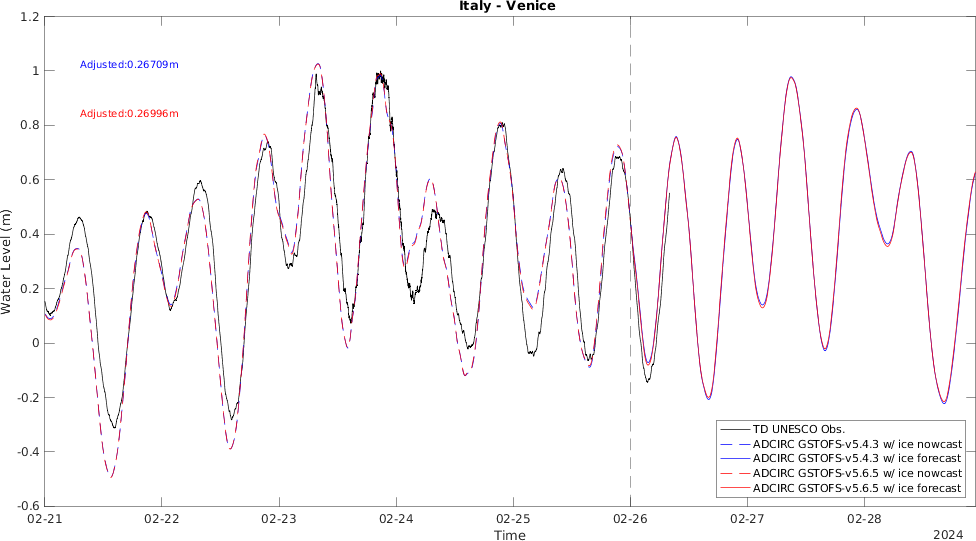 Italy - Venice
1.2
1
0.8
0.6
0.4
0.2
0
-0.2
-0.4
-0.6
Water Level (m)
Adjusted:0.26709m
Adjusted:0.26996m
TD UNESCO Obs.
ADCIRC GSTOFS-v5.4.3 w/ ice nowcast
ADCIRC GSTOFS-v5.4.3 w/ ice forecast
ADCIRC GSTOFS-v5.6.5 w/ ice nowcast
ADCIRC GSTOFS-v5.6.5 w/ ice forecast
02-21 02-22 02-23 02-24 02-25 02-26 02-27 02-28
Time
2024